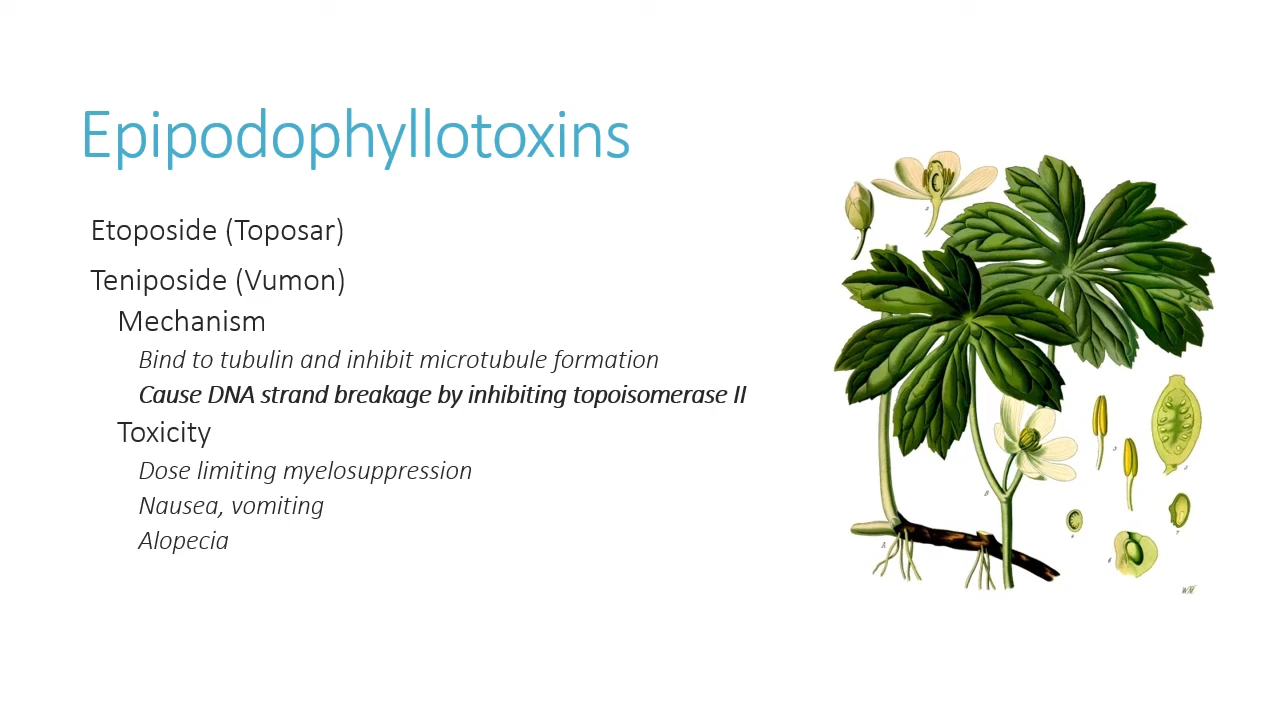 Epipodophyllotoxins
Etoposide (Toposar)
Teniposide (Vumon)
Mechanism
Bind to tubulin and inhibit microtubule formation
Cause DNA strand breakage by inhibiting topoisomerase II
Toxicity
Dose limiting myelosuppression
Nausea, vomiting
Alopecia